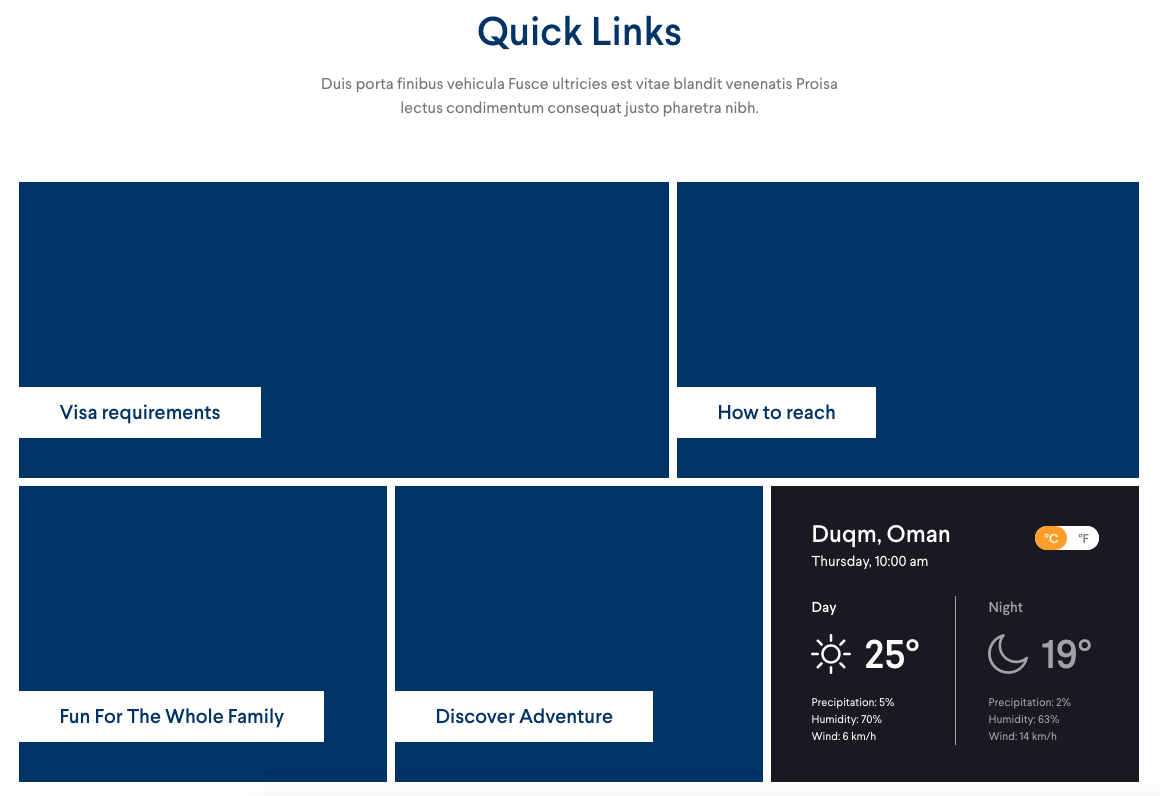 Quick Links
Duis porta finibus vehicula Fusce ultricies est vitae blandit venenatis Proisa
lectus condimentum consequat justo pharetra nibh.
Visa requirements
How to reach
Fun For The Whole Family
Discover Adventure
Duqm, Oman
°C °F
Thursday, 10:00 am
Day
25°
Precipitation: 5%
Humidity: 70%
Wind: 6 km/h
Night
19°
Precipitation: 2%
Humidity: 63%
Wind: 14 km/h